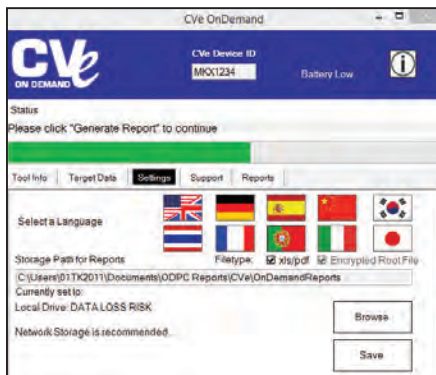 CVe OnDemand
CVe
ON DEMAND
CVe Device ID
MKX1234
Battery Low
i
Status
Please click "Generate Report" to continue
Tool Info
Target Data
Settings
Support
Reports
Select a Language
Storage Path for Reports
Filetype:
xls/pdf
Encrypted Root File
C:\Users\01TK2011\Documents\ODPC Reports\CVe\OnDemandReports
Currently set to:
Local Drive: DATA LOSS RISK
Browse
Network Storage is recommended.
Save